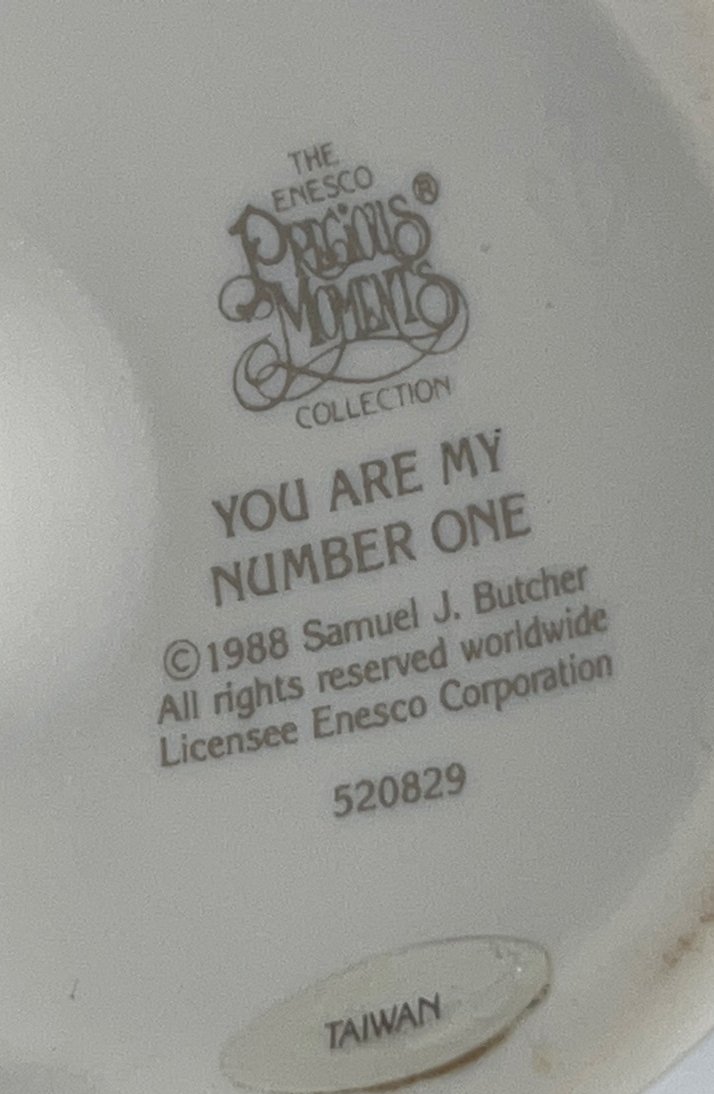 THE
ENESCO
PRECIOUS®
MOMENTS
COLLECTION
YOU ARE MY
NUMBER ONE
©1988 Samuel J. Butcher
All rights reserved worldwide
Licensee Enesco Corporation
520829
TAIWAN